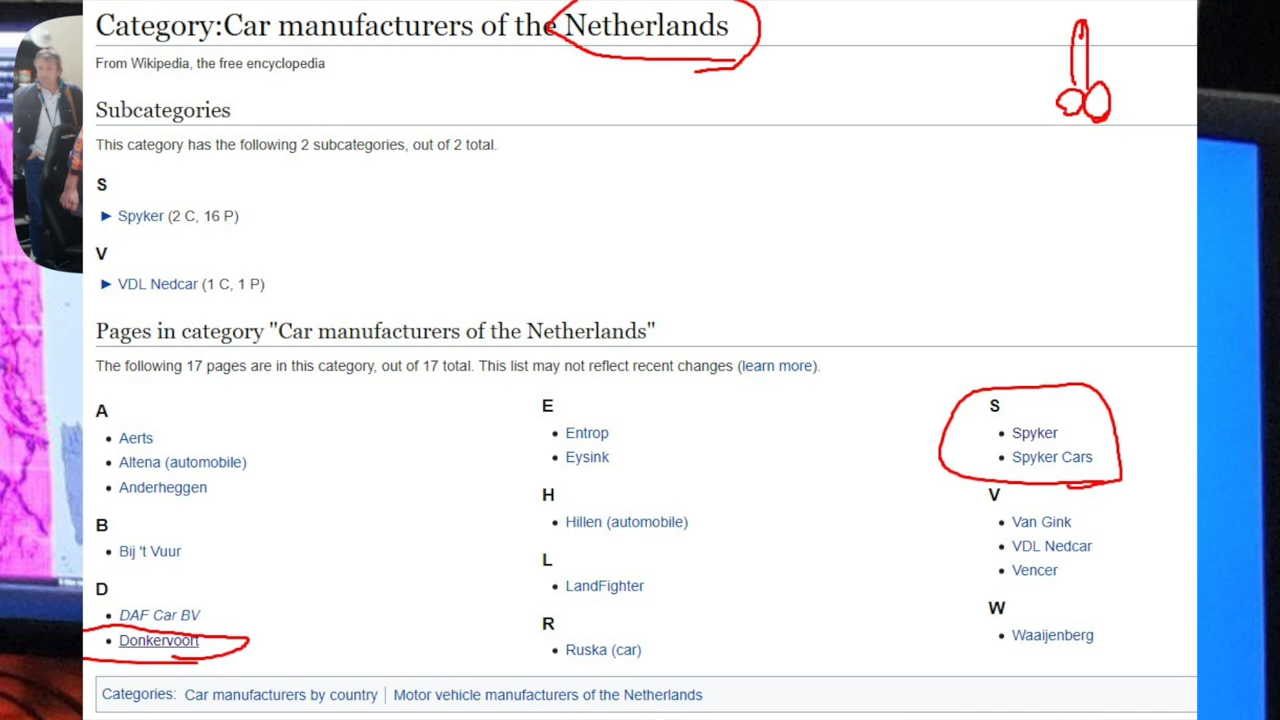 Category:Car manufacturers of the Netherlands
From Wikipedia, the free encyclopedia
Subcategories
This category has the following 2 subcategories, out of 2 total.
S
► Spyker (2 C, 16 P)
V
► VDL Nedcar (1 C, 1 P)
Pages in category "Car manufacturers of the Netherlands"
The following 17 pages are in this category, out of 17 total. This list may not reflect recent changes (learn more).
A
• Aerts
• Altena (automobile)
• Anderheggen
B
• Bij 't Vuur
D
• DAF Car BV
• Donkervoort
E
• Entrop
• Eysink
H
• Hillen (automobile)
L
• LandFighter
R
• Ruska (car)
S
• Spyker
• Spyker Cars
V
• Van Gink
• VDL Nedcar
• Vencer
W
• Waaijenberg
Categories: Car manufacturers by country | Motor vehicle manufacturers of the Netherlands